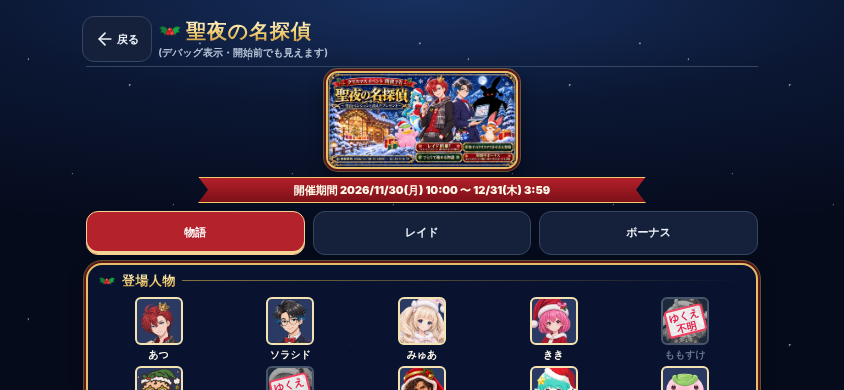 戻る
聖夜の名探偵
(デバッグ表示・開始前でも見えます)
聖夜の名探偵
開催期間 2026/11/30(月) 10:00 〜 12/31(木) 3:59
物語
レイド
ボーナス
登場人物
ゆくえ
不明
あつ
ソラシド
みゅあ
きき
ももすけ
ゆくえ